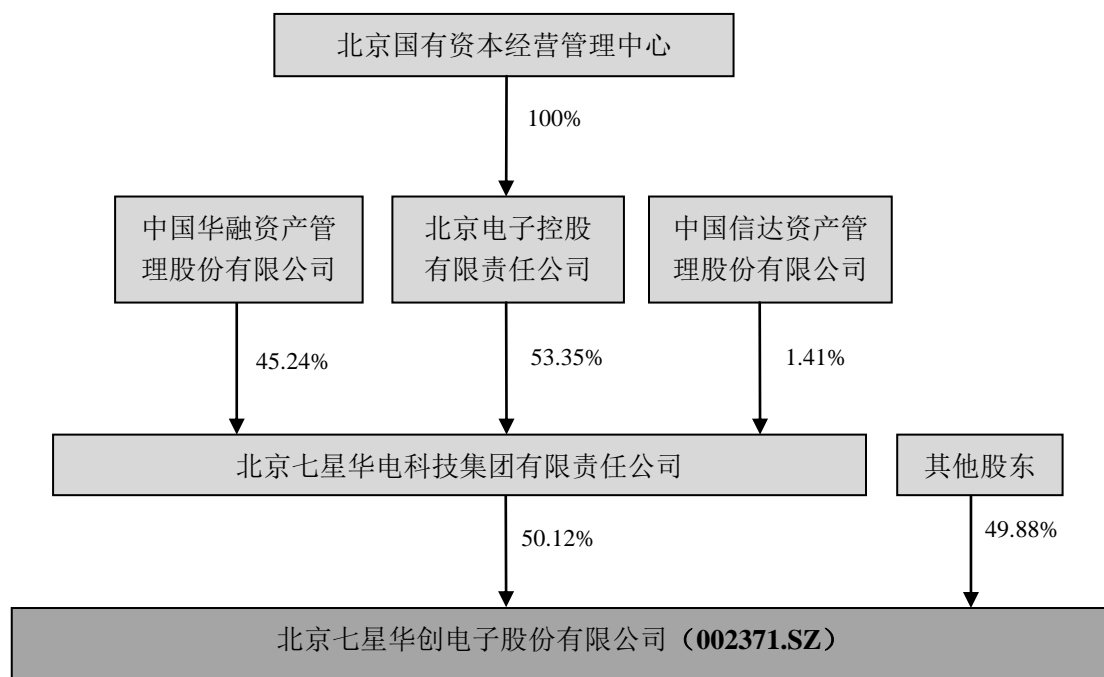 北京国有资本经营管理中心
100%
中国华融资产管
理股份有限公司
北京电子控股
有限责任公司
中国信达资产管
理股份有限公司
45.24%
53.35%
1.41%
北京七星华电科技集团有限责任公司
其他股东
50.12%
49.88%
北京七星华创电子股份有限公司（002371.SZ）